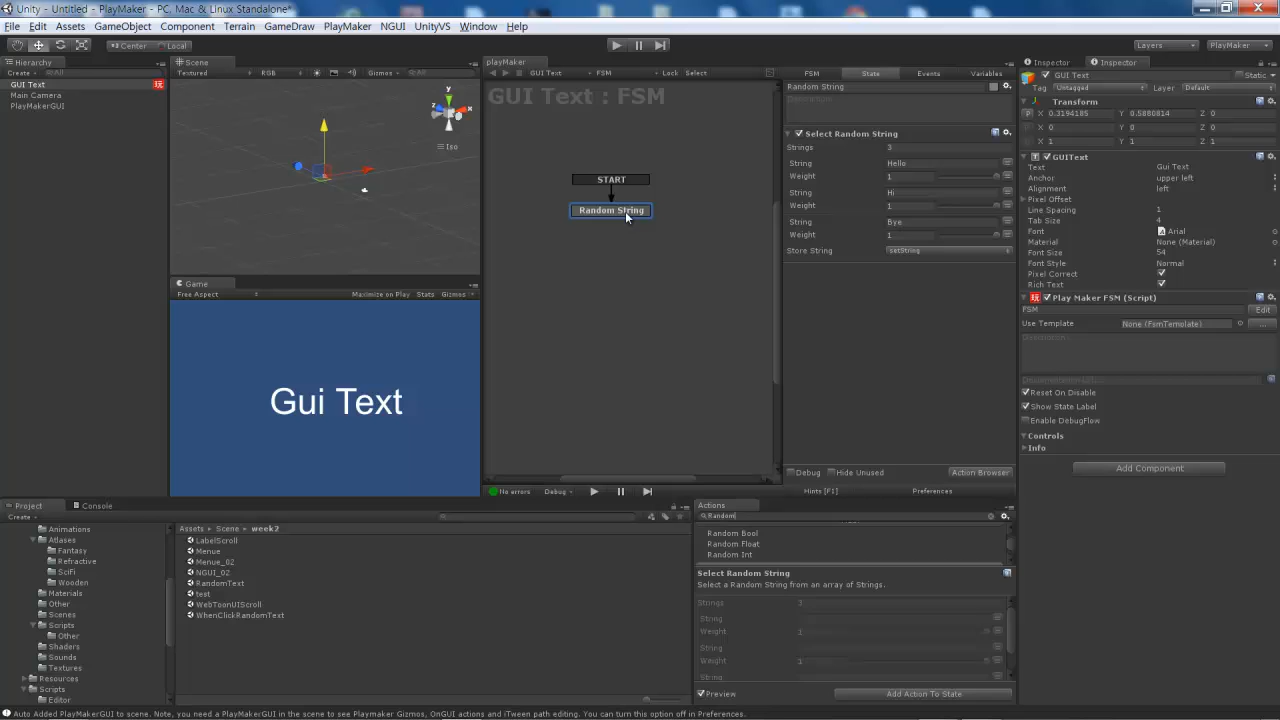 Unity - Untitled - PlayMaker - PC, Mac & Linux Standalone*
File Edit Assets GameObject Component Terrain GameDraw PlayMaker NGUI UnityVS Window Help
Center Local Layers PlayMaker
Hierarchy
Create All
GUI Text
Main Camera
PlayMakerGUI
Scene
Textured RGB Gizmos All
y
x
z
Iso
Game
Free Aspect Maximize on Play Stats Gizmos
Gui Text
playMaker
GUI Text FSM Lock Select
GUI Text : FSM
START
Random String
No errors Debug
FSM State Events Variables
Random String
Description...
Select Random String
Strings 3
String Hello
Weight 1
String Hi
Weight 1
String Bye
Weight 1
Store String setString
Debug Hide Unused Action Browser
Hints [F1] Preferences
Inspector Inspector
GUI Text Static
Tag Untagged Layer Default
Transform
P X 0.3194185 Y 0.5880814 Z 0
X 0 Y 0 Z 0
X 1 Y 1 Z 1
GUIText
Text Gui Text
Anchor upper left
Alignment left
Pixel Offset
Line Spacing 1
Tab Size 4
Font Arial
Material None (Material)
Font Size 54
Font Style Normal
Pixel Correct
Rich Text
Play Maker FSM (Script)
FSM Edit
Use Template None (FsmTemplate) ...
Description...
Reset On Disable
Show State Label
Enable DebugFlow
Controls
Info
Add Component
Project Console
Create
Animations
Atlases
Fantasy
Refractive
SciFi
Wooden
Materials
Other
Scenes
Scripts
Other
Shaders
Sounds
Textures
Resources
Scripts
Editor
Assets Scene week2
LabelScroll
Menue
Menue_02
NGUI_02
RandomText
test
WebToonUIScroll
WhenClickRandomText
Actions
Random
Random Bool
Random Float
Random Int
Select Random String
Select a Random String from an array of Strings.
Strings 3
String
Weight 1
String
Weight 1
String
Preview Add Action To State
Auto Added PlayMakerGUI to scene. Note, you need a PlayMakerGUI in the scene to see Playmaker Gizmos, OnGUI actions and iTween path editing. You can turn this option off in Preferences.